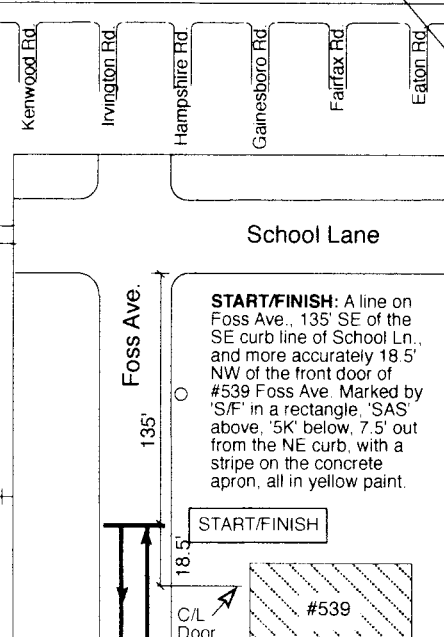 Kenwood Rd.
Irvington Rd.
Hampshire Rd.
Gainesboro Rd.
Fairfax Rd.
Eaton Rd.
School Lane
Foss Ave.
START/FINISH: A line on
Foss Ave., 135' SE of the
SE curb line of School Ln.,
and more accurately 18.5'
NW of the front door of
#539 Foss Ave. Marked by
'S/F' in a rectangle, 'SAS'
above, '5K' below, 7.5' out
from the NE curb, with a
stripe on the concrete
apron, all in yellow paint.
135'
START/FINISH
18.5'
#539
C/L
Door